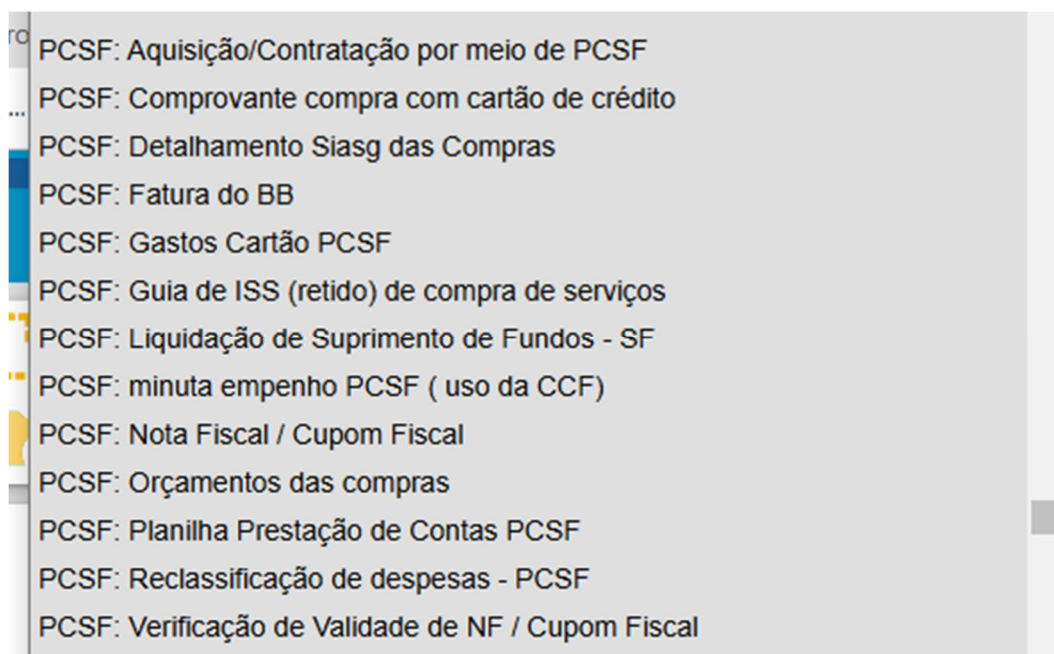 ro
PCSF: Aquisição/Contratação por meio de PCSF
...
PCSF: Comprovante compra com cartão de crédito
PCSF: Detalhamento Siasg das Compras
PCSF: Fatura do BB
PCSF: Gastos Cartão PCSF
PCSF: Guia de ISS (retido) de compra de serviços
PCSF: Liquidação de Suprimento de Fundos - SF
PCSF: minuta empenho PCSF ( uso da CCF)
PCSF: Nota Fiscal / Cupom Fiscal
PCSF: Orçamentos das compras
PCSF: Planilha Prestação de Contas PCSF
PCSF: Reclassificação de despesas - PCSF
PCSF: Verificação de Validade de NF / Cupom Fiscal